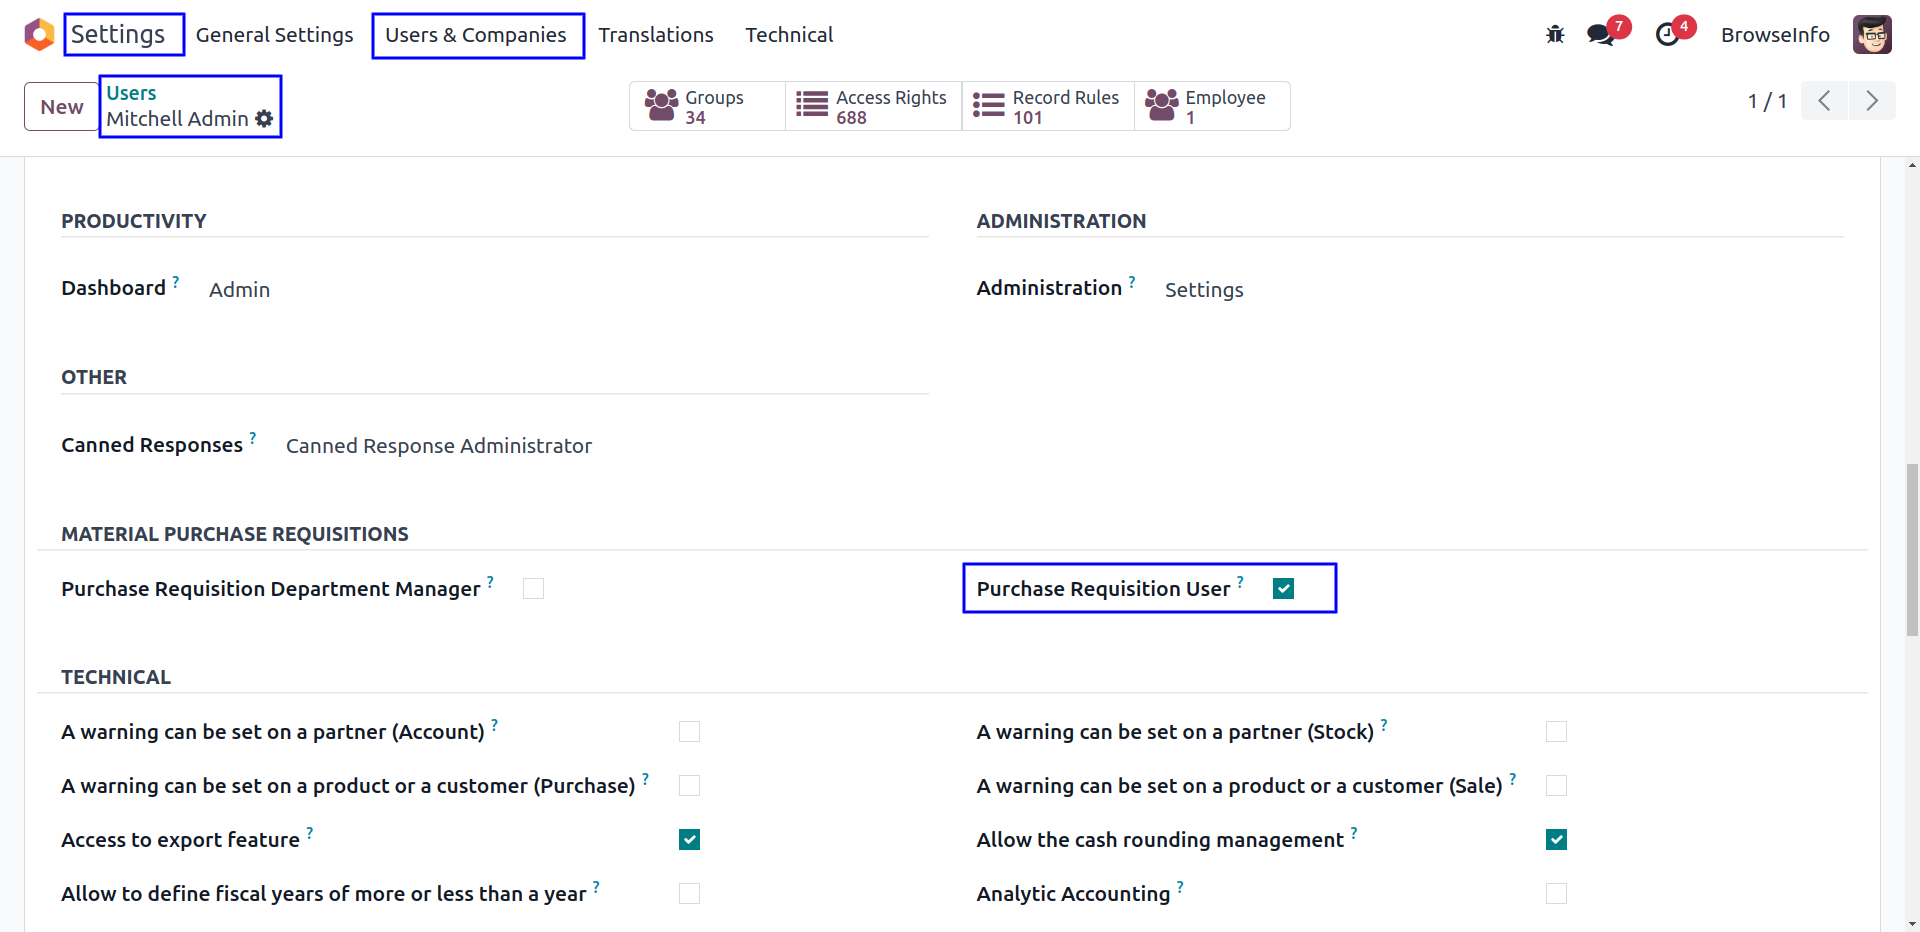 Settings General Settings Users & Companies Translations Technical 7 4 BrowseInfo
New Users
Mitchell Admin
Groups 34 Access Rights 688 Record Rules 101 Employee 1
1 / 1
PRODUCTIVITY
ADMINISTRATION
Dashboard ? Admin
Administration ? Settings
OTHER
Canned Responses ? Canned Response Administrator
MATERIAL PURCHASE REQUISITIONS
Purchase Requisition Department Manager ?
Purchase Requisition User ?
TECHNICAL
A warning can be set on a partner (Account) ?
A warning can be set on a partner (Stock) ?
A warning can be set on a product or a customer (Purchase) ?
A warning can be set on a product or a customer (Sale) ?
Access to export feature ?
Allow the cash rounding management ?
Allow to define fiscal years of more or less than a year ?
Analytic Accounting ?